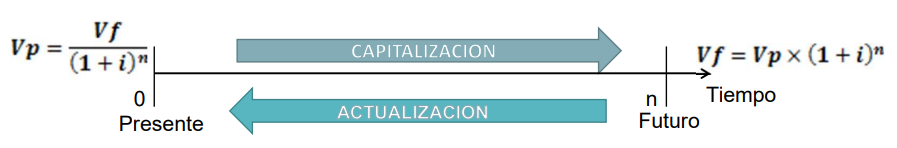 Vp = Vf / (1 + i)^n
CAPITALIZACION
Vf = Vp × (1 + i)^n
0
Presente
ACTUALIZACION
n
Futuro
Tiempo